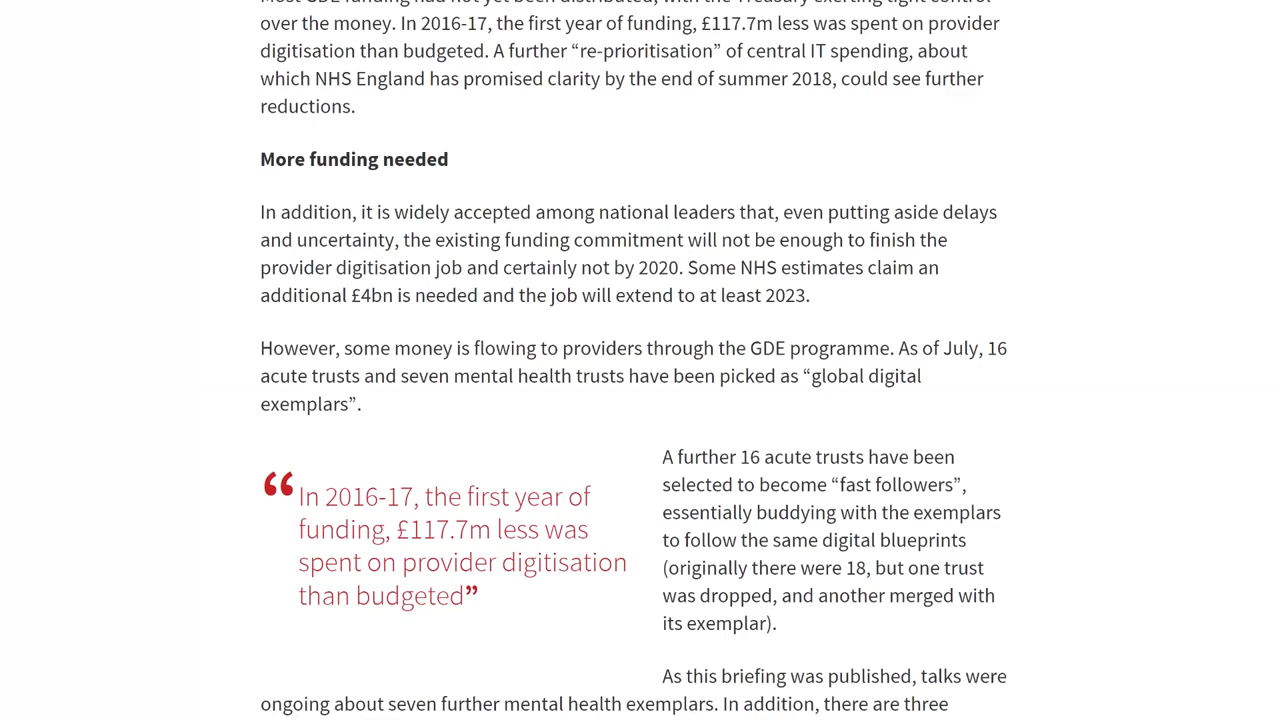 Most GDE funding had not yet been distributed, with the Treasury exerting tight control
over the money. In 2016-17, the first year of funding, £117.7m less was spent on provider
digitisation than budgeted. A further “re-prioritisation” of central IT spending, about
which NHS England has promised clarity by the end of summer 2018, could see further
reductions.
More funding needed
In addition, it is widely accepted among national leaders that, even putting aside delays
and uncertainty, the existing funding commitment will not be enough to finish the
provider digitisation job and certainly not by 2020. Some NHS estimates claim an
additional £4bn is needed and the job will extend to at least 2023.
However, some money is flowing to providers through the GDE programme. As of July, 16
acute trusts and seven mental health trusts have been picked as “global digital
exemplars”.
“In 2016-17, the first year of
funding, £117.7m less was
spent on provider digitisation
than budgeted”
A further 16 acute trusts have been
selected to become “fast followers”,
essentially buddying with the exemplars
to follow the same digital blueprints
(originally there were 18, but one trust
was dropped, and another merged with
its exemplar).
As this briefing was published, talks were
ongoing about seven further mental health exemplars. In addition, there are three